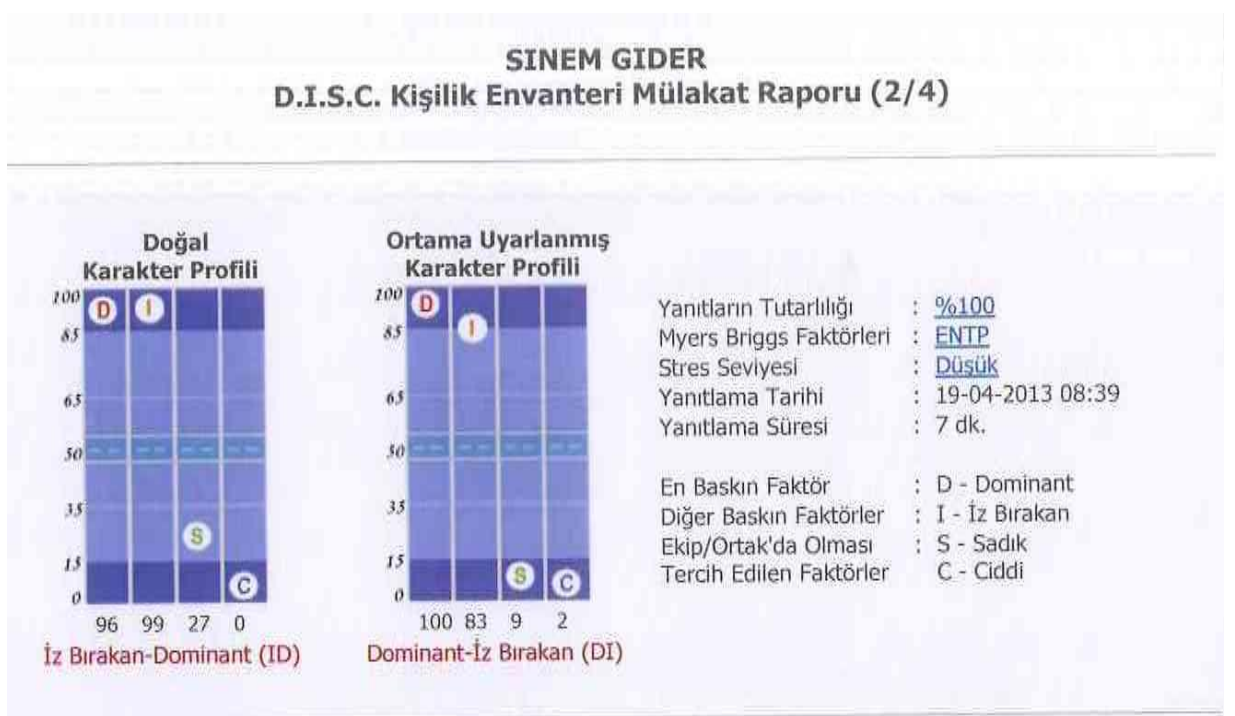 SINEM GIDER
D.I.S.C. Kişilik Envanteri Mülakat Raporu (2/4)
Doğal
Karakter Profili
100
85
65
50
35
15
0
D
I
S
C
96 99 27 0
İz Bırakan-Dominant (ID)
Ortama Uyarlanmış
Karakter Profili
100
85
65
50
35
15
0
D
I
S
C
100 83 9 2
Dominant-İz Bırakan (DI)
Yanıtların Tutarlılığı : %100
Myers Briggs Faktörleri : ENTP
Stres Seviyesi : Düşük
Yanıtlama Tarihi : 19-04-2013 08:39
Yanıtlama Süresi : 7 dk.
En Baskın Faktör : D - Dominant
Diğer Baskın Faktörler : I - İz Bırakan
Ekip/Ortak'da Olması : S - Sadık
Tercih Edilen Faktörler C - Ciddi